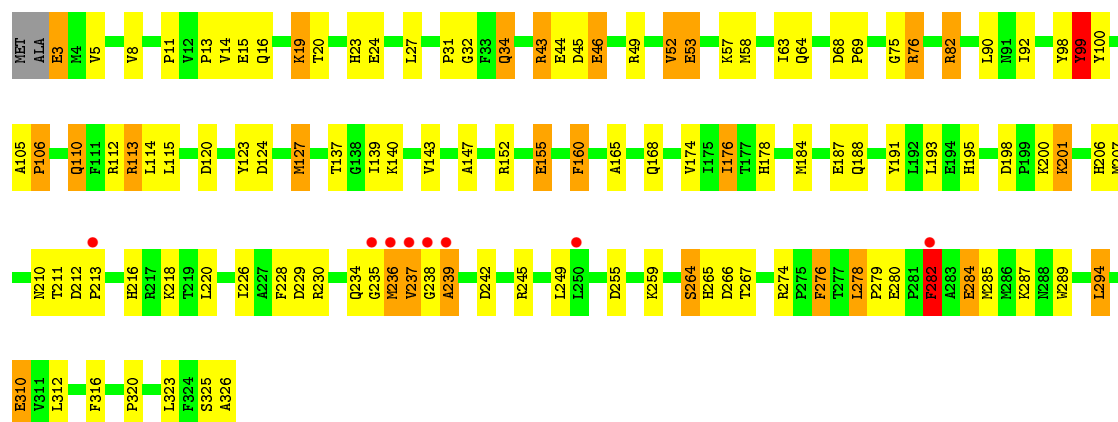 MET ALA E3 M4 V5 V8 P11 V12 P13 V14 E15 Q16 K19 T20 H23 E24 L27 P31 G32 F33 Q34 R43 E44 D45 E46 R49 V52 E53 K57 M58 I63 Q64 D68 P69 G75 R76 R82 L90 N91 I92 Y98 Y99 Y100
A105 P106 Q110 F111 R112 R113 L114 L115 D120 Y123 D124 M127 T137 G138 I139 K140 V143 A147 R152 E155 F160 A165 Q168 V174 I175 I176 T177 H178 M184 E187 Q188 Y191 L192 L193 E194 H195 D198 P199 K200 K201 H206 M207
N210 T211 D212 P213 H216 R217 K218 T219 L220 I226 A227 F228 D229 R230 Q234 G235 M236 V237 G238 A239 D242 R245 L249 L250 D255 K259 S264 H265 D266 T267 R274 P275 F276 T277 L278 P279 E280 P281 F282 A283 E284 M285 M286 K287 N288 W289 L294
E310 V311 L312 F316 P320 L323 F324 S325 A326